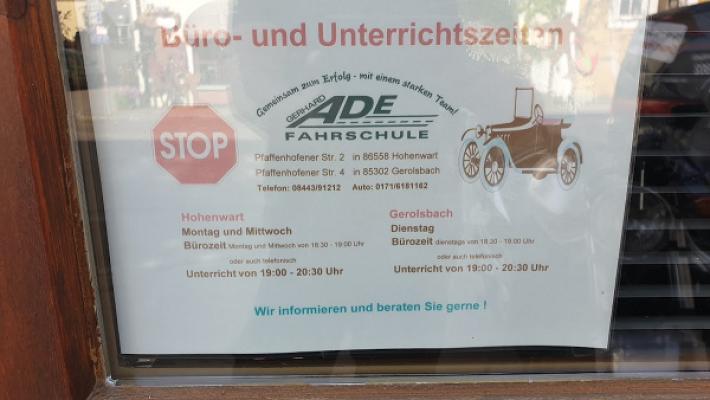 Büro- und Unterrichtszeiten
Gemeinsam zum Erfolg - mit einem starken Team!
GERHARD
ADE
FAHRSCHULE
STOP
Pfaffenhofener Str. 2 in 86558 Hohenwart
Pfaffenhofener Str. 4 in 85302 Gerolsbach
Telefon: 08443/91212 Auto: 0171/6181162
Hohenwart
Montag und Mittwoch
Bürozeit Montag und Mittwoch von 18:30 - 19:00 Uhr
oder auch telefonisch
Unterricht von 19:00 - 20:30 Uhr
Gerolsbach
Dienstag
Bürozeit dienstags von 18:30 - 19:00 Uhr
oder auch telefonisch
Unterricht von 19:00 - 20:30 Uhr
Wir informieren und beraten Sie gerne !